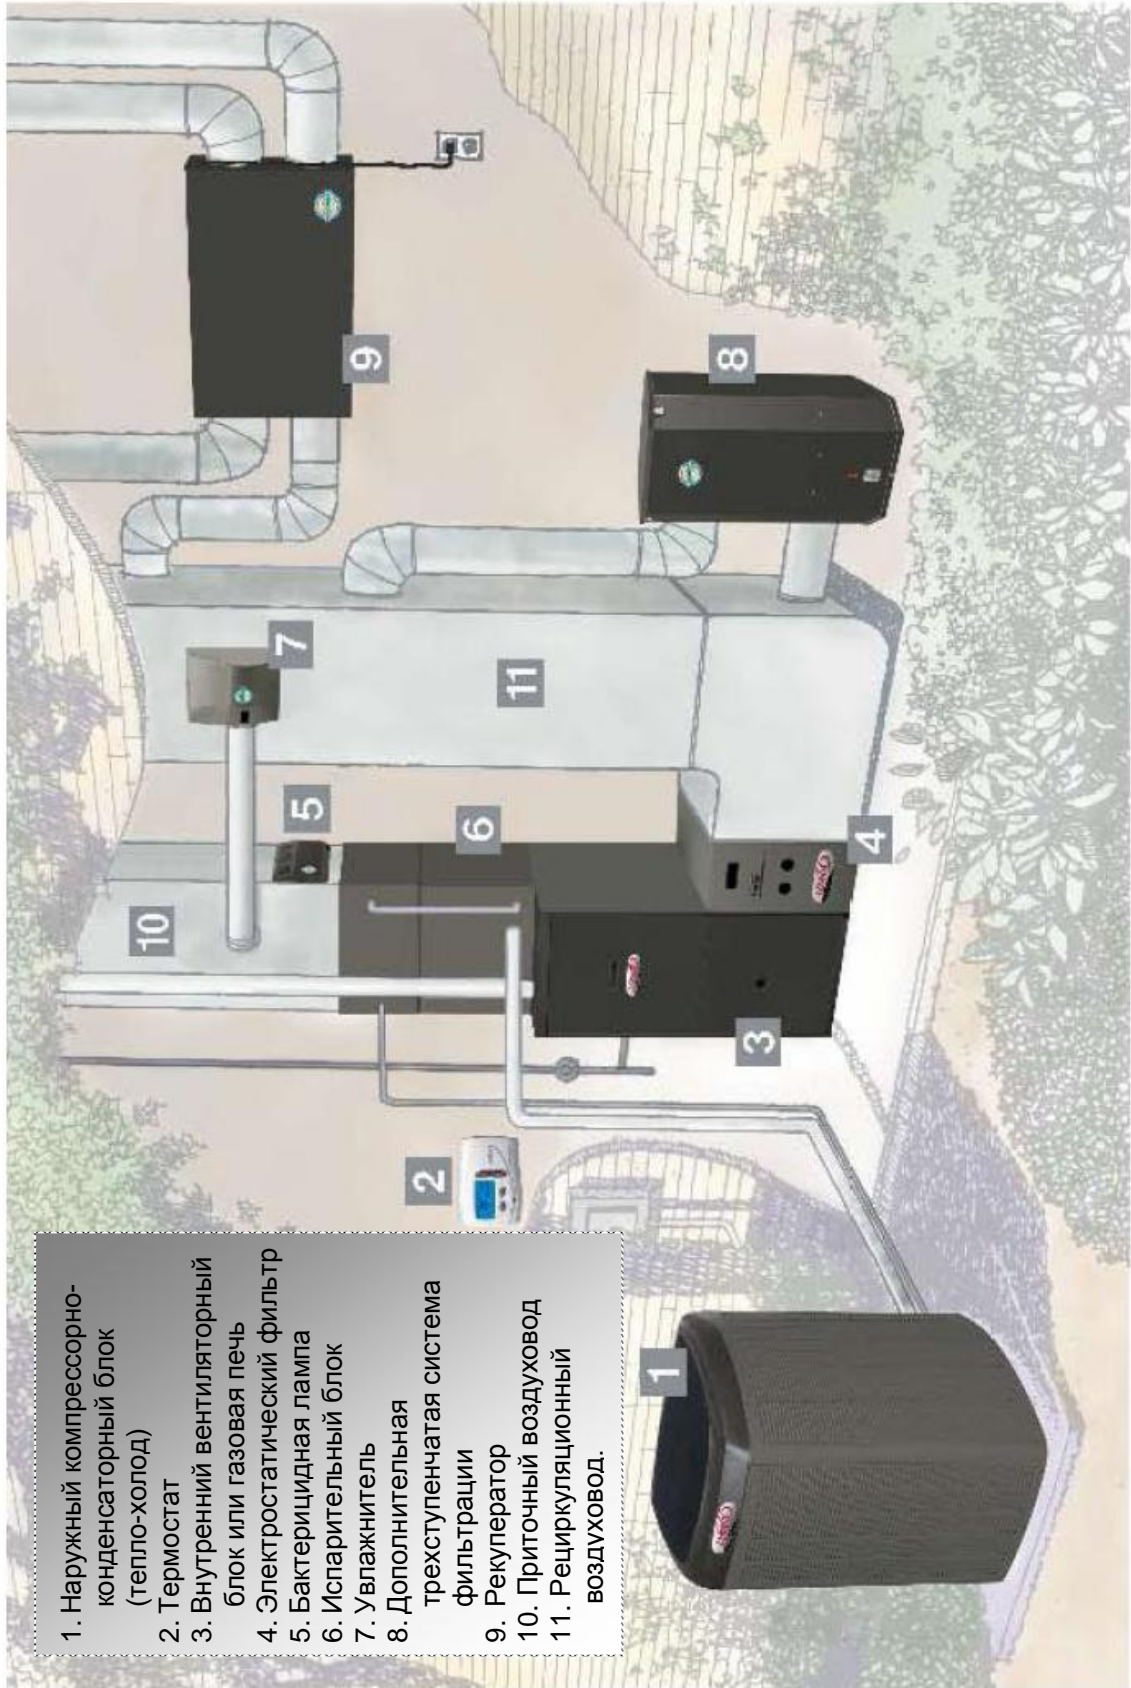 1. Наружный компрессорно-
конденсаторный блок
(тепло-холод)
2. Термостат
3. Внутренний вентиляторный
блок или газовая печь
4. Электростатический фильтр
5. Бактерицидная лампа
6. Испарительный блок
7. Увлажнитель
8. Дополнительная
трехступенчатая система
фильтрации
9. Рекуператор
10. Приточный воздуховод
11. Рециркуляционный
воздуховод.
1
2
3
4
5
6
7
8
9
10
11